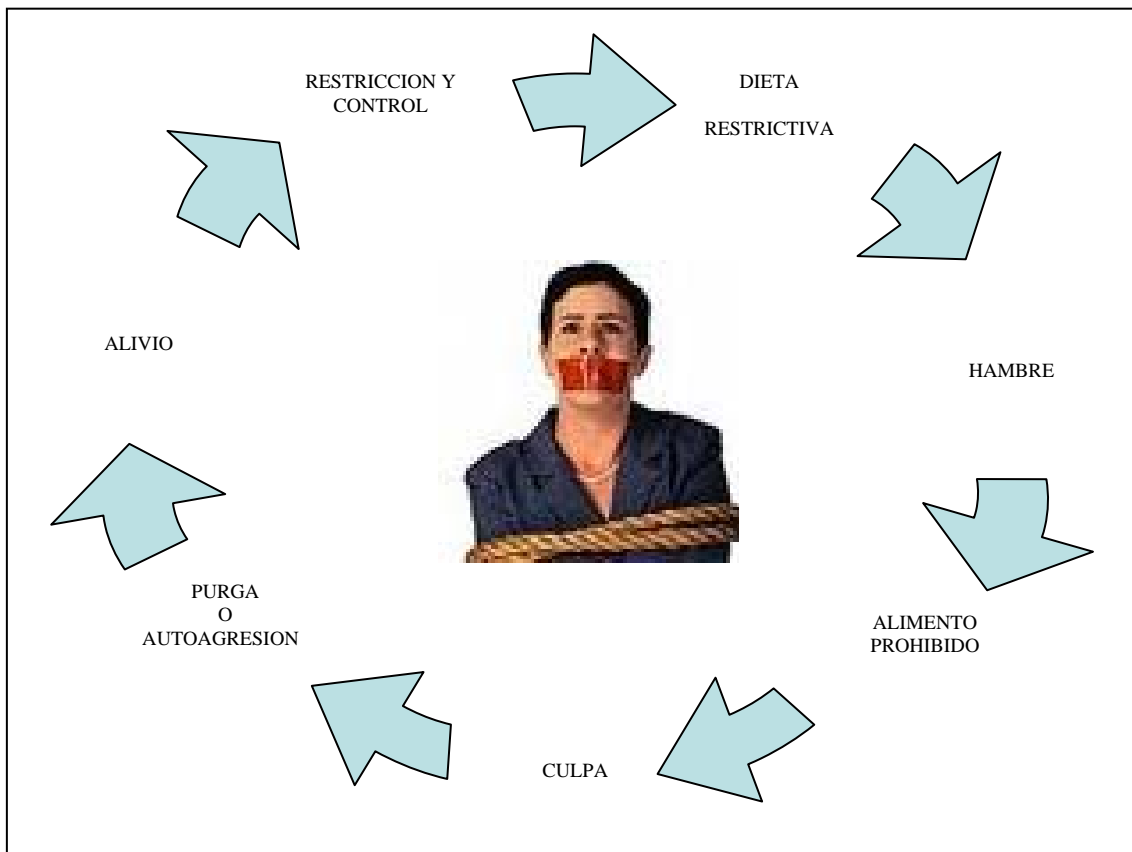 RESTRICCION Y
CONTROL
DIETA
RESTRICTIVA
HAMBRE
ALIMENTO
PROHIBIDO
CULPA
PURGA
O
AUTOAGRESION
ALIVIO